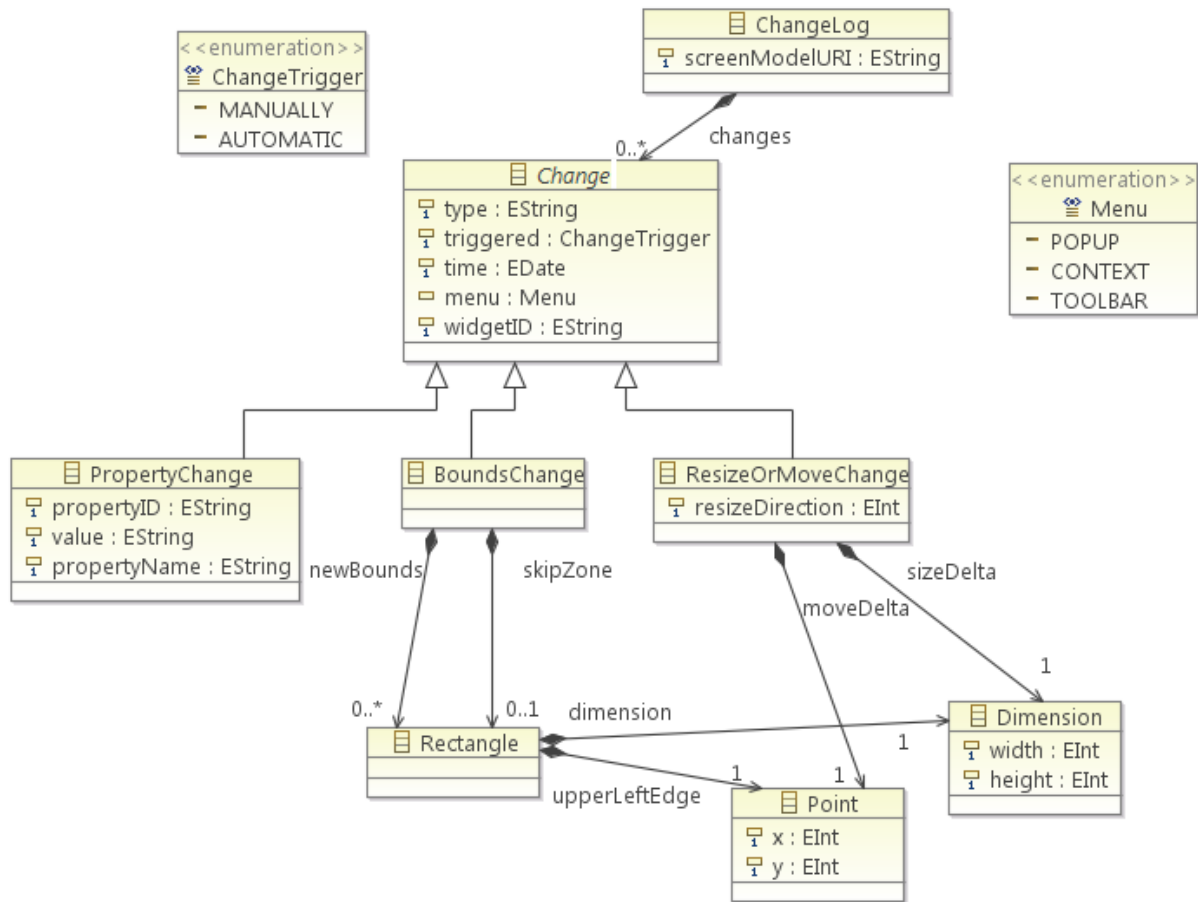 ChangeLog
screenModelURI : EString
<<enumeration>>
ChangeTrigger
MANUALLY
AUTOMATIC
changes
0..*
Change
type : EString
triggered : ChangeTrigger
time : EDate
menu : Menu
widgetID : EString
<<enumeration>>
Menu
POPUP
CONTEXT
TOOLBAR
PropertyChange
propertyID : EString
value : EString
propertyName : EString
BoundsChange
ResizeOrMoveChange
resizeDirection : EInt
newBounds
skipZone
sizeDelta
moveDelta
1
0..*
0..1
dimension
1
Rectangle
Dimension
width : EInt
height : EInt
upperLeftEdge
1
1
Point
x : EInt
y : EInt